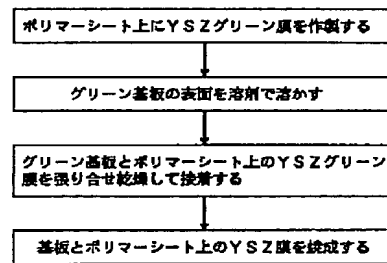 ポリマーシート上にＹＳＺグリーン膜を作製する
グリーン基板の表面を溶剤で溶かす
グリーン基板とポリマーシート上のＹＳＺグリーン
膜を張り合せ乾燥して接着する
基板とポリマーシート上のＹＳＺ膜を焼成する